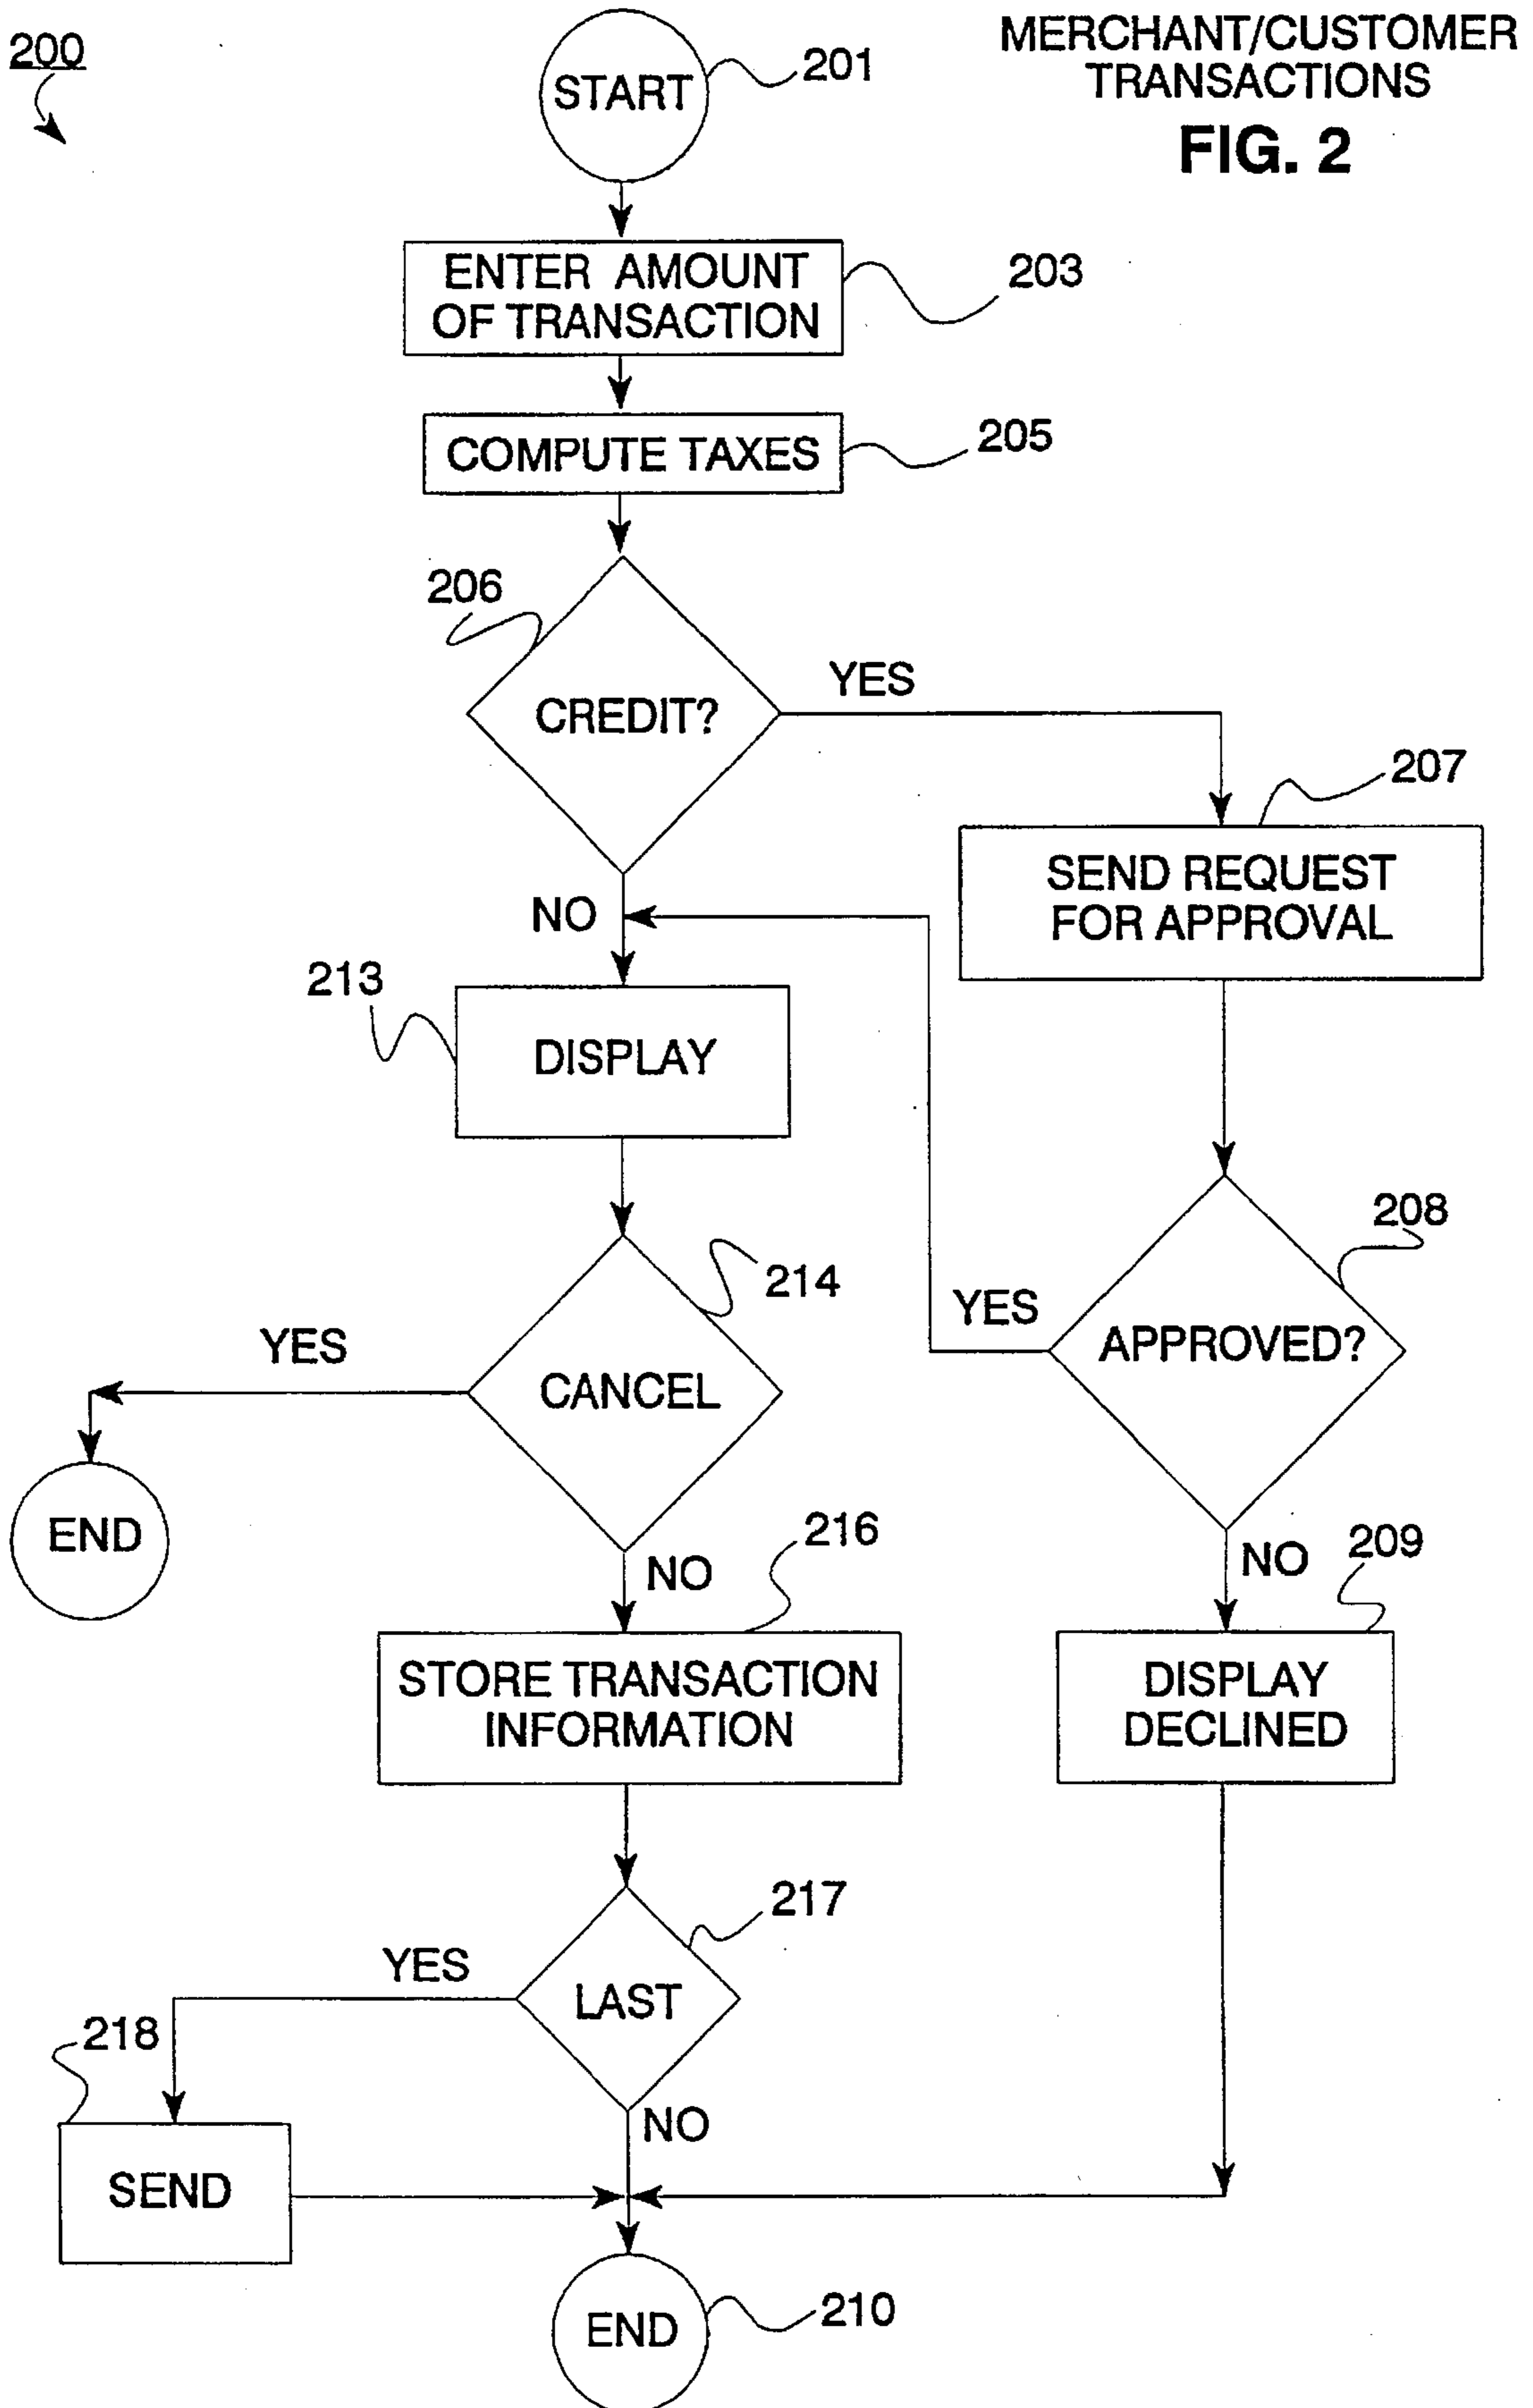 200
START
201
MERCHANT/CUSTOMER
TRANSACTIONS
FIG. 2
ENTER AMOUNT
OF TRANSACTION
203
COMPUTE TAXES
205
206
CREDIT?
YES
207
SEND REQUEST
FOR APPROVAL
NO
213
DISPLAY
208
214
YES
APPROVED?
YES
CANCEL
END
216
NO
NO
209
STORE TRANSACTION
INFORMATION
DISPLAY
DECLINED
217
YES
LAST
218
NO
SEND
END
210